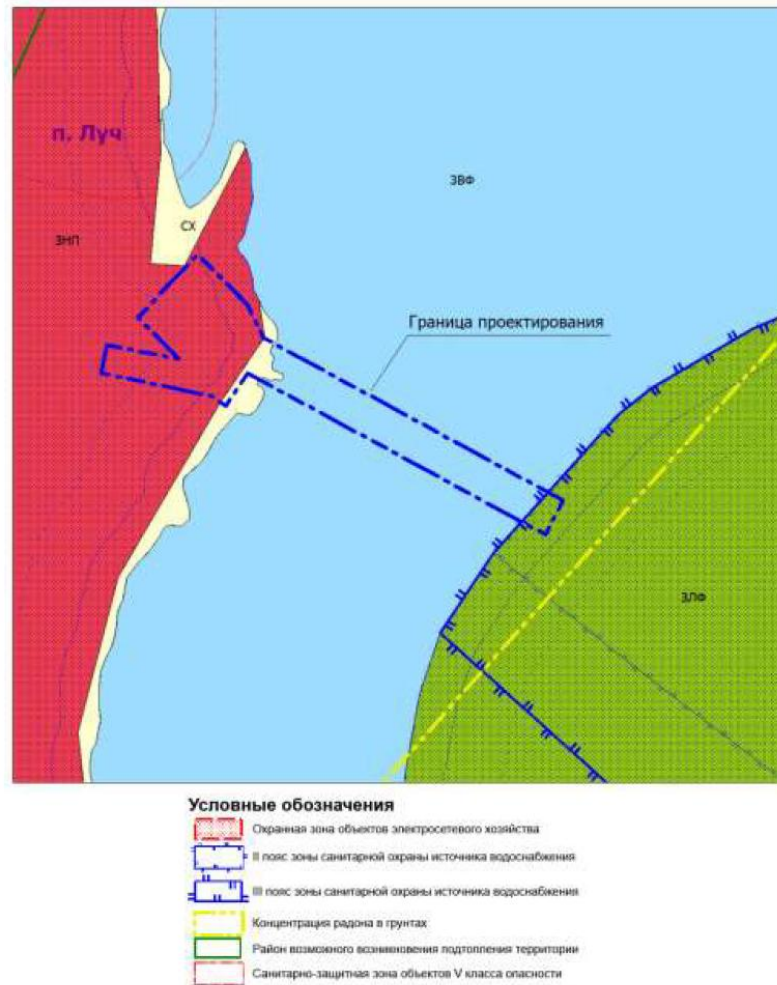 п. Луч
ЗВФ
СХ
ЗНП
Граница проектирования
ЗЛФ
Условные обозначения
Охранная зона объектов электросетевого хозяйства
II пояс зоны санитарной охраны источника водоснабжения
III пояс зоны санитарной охраны источника водоснабжения
Концентрация радона в грунтах
Район возможного возникновения подтопления территории
Санитарно-защитная зона объектов V класса опасности